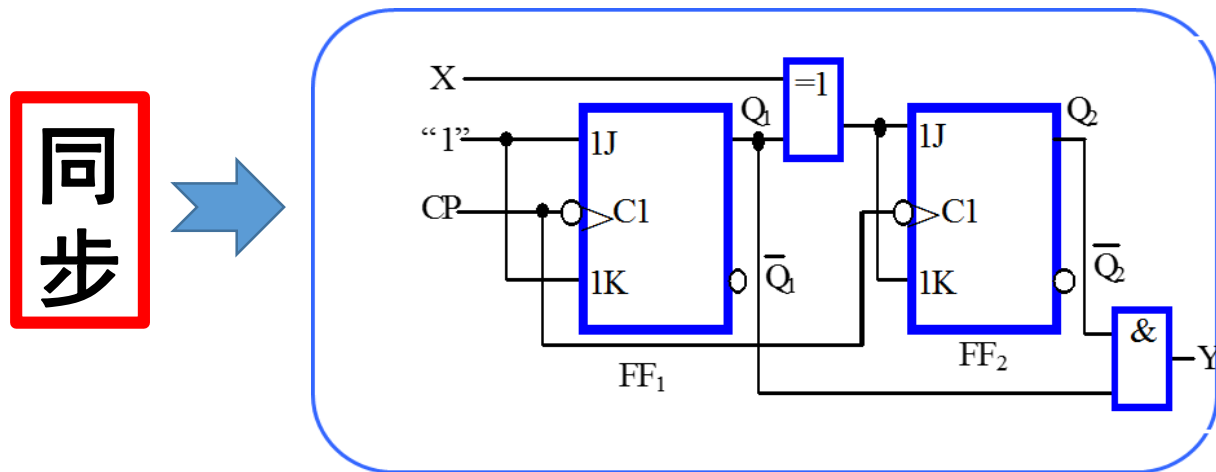 同
步
X
=1
Q₁
Q₂
“1”
1J
1J
CP
C1
C1
1K
Q̅₁
1K
Q̅₂
&
Y
FF₁
FF₂